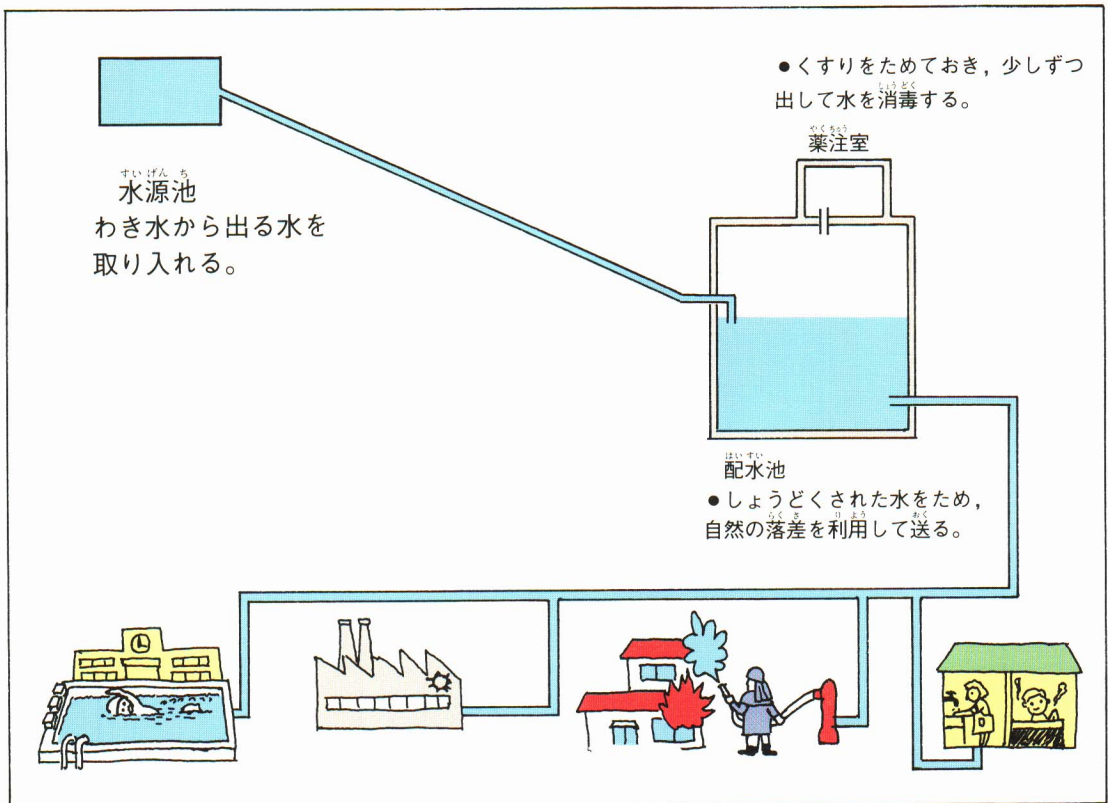 ●くすりをためておき，少しずつ
出して水を消毒する。
薬注室
水源池
わき水から出る水を
取り入れる。
配水池
●しょうどくされた水をため，
自然の落差を利用して送る。